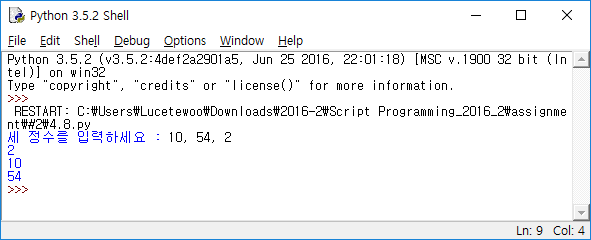 Python 3.5.2 Shell
File Edit Shell Debug Options Window Help
Python 3.5.2 (v3.5.2:4def2a2901a5, Jun 25 2016, 22:01:18) [MSC v.1900 32 bit (In
tel)] on win32
Type "copyright", "credits" or "license()" for more information.
>>>
RESTART: C:₩Users₩Lucetewoo₩Downloads₩2016-2₩Script Programming_2016_2₩assignme
nt₩#2₩4.8.py
세 정수를 입력하세요 : 10, 54, 2
2
10
54
>>>
Ln: 9 Col: 4